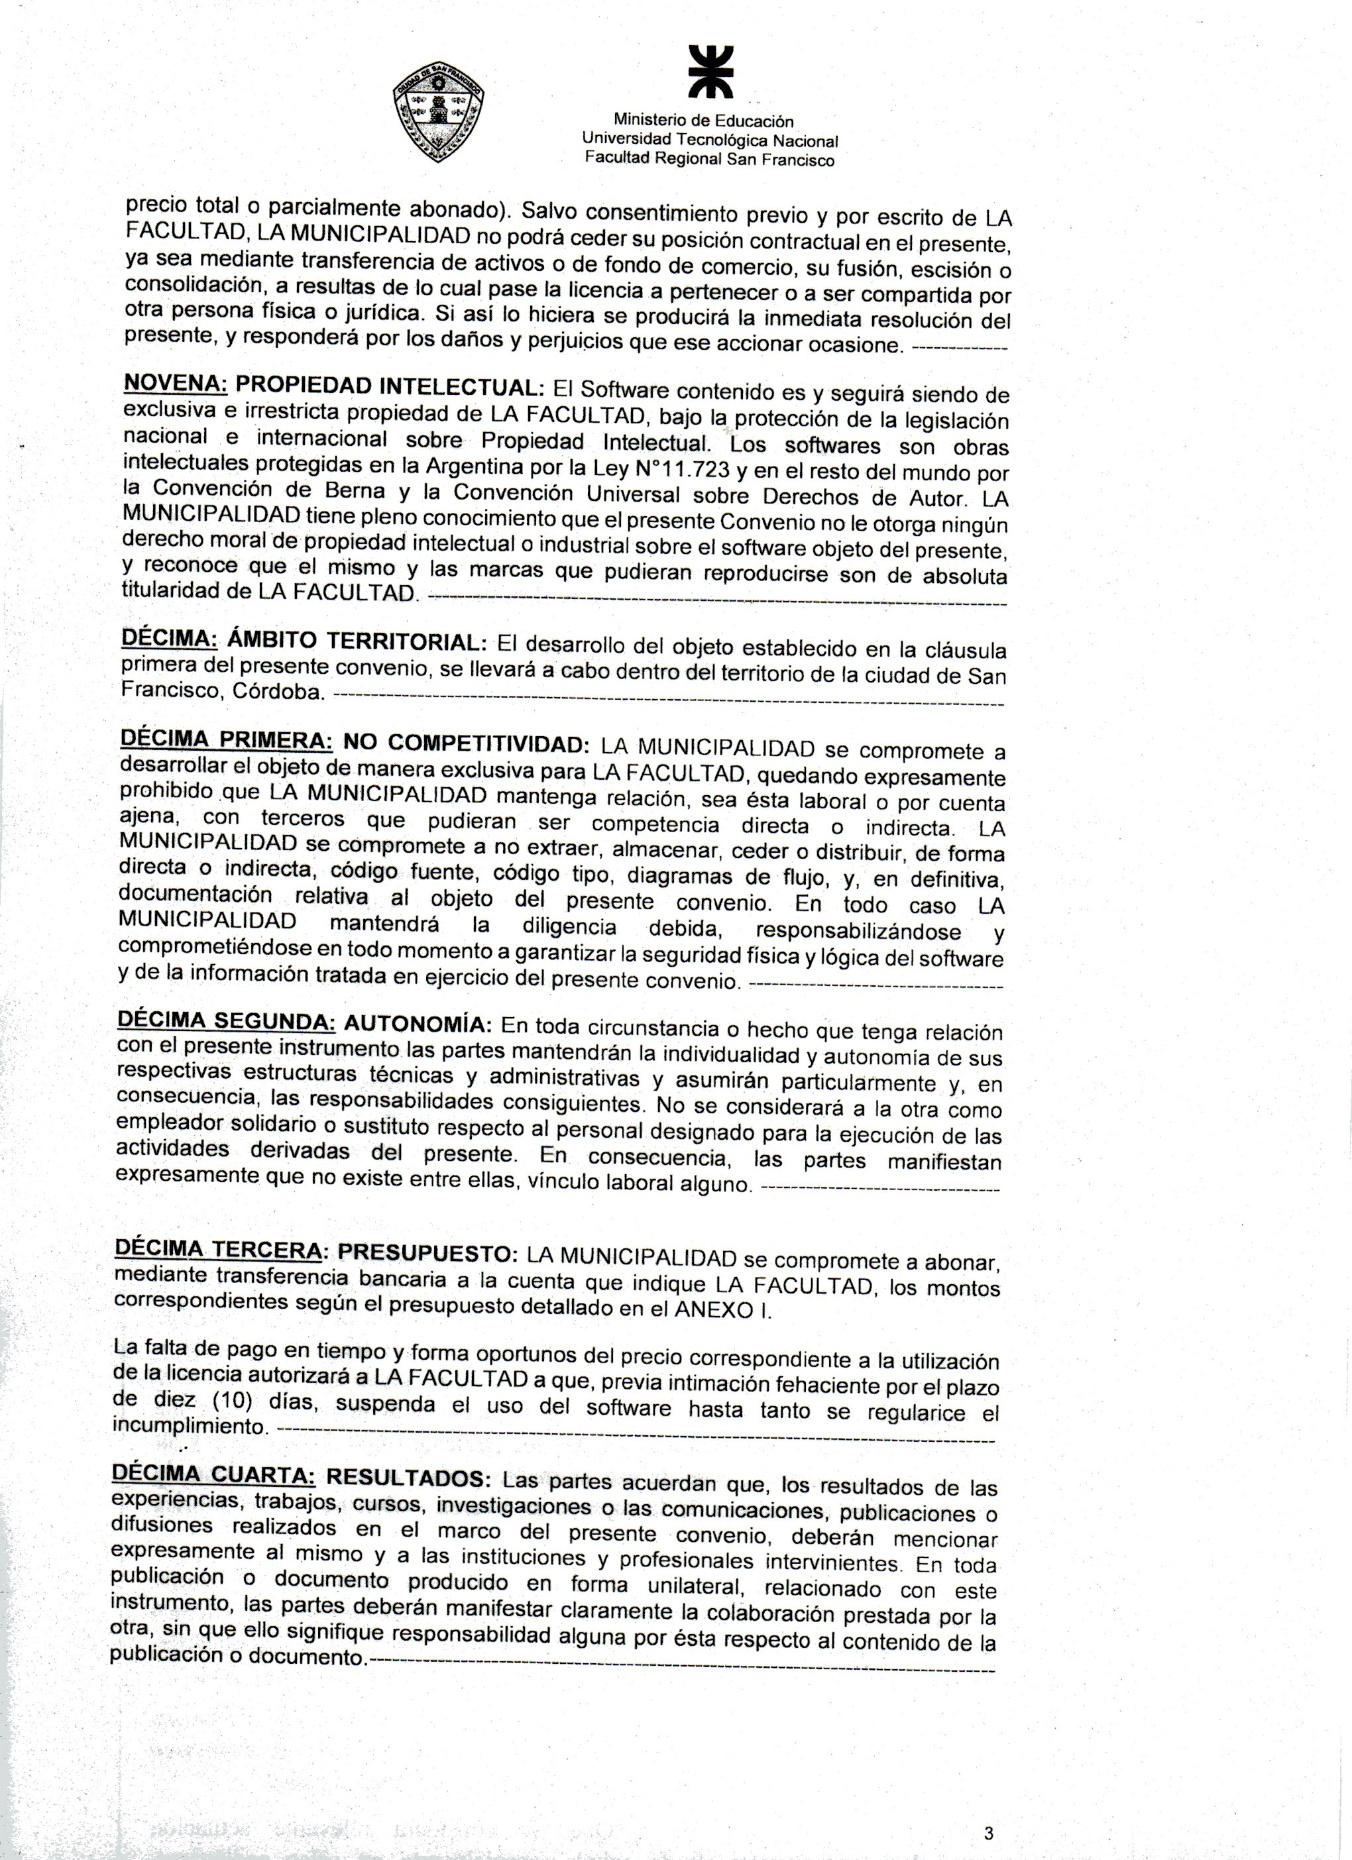 CIUDAD DE SAN FRANCISCO
Ministerio de Educación
Universidad Tecnológica Nacional
Facultad Regional San Francisco
precio total o parcialmente abonado). Salvo consentimiento previo y por escrito de LA
FACULTAD, LA MUNICIPALIDAD no podrá ceder su posición contractual en el presente,
ya sea mediante transferencia de activos o de fondo de comercio, su fusión, escisión o
consolidación, a resultas de lo cual pase la licencia a pertenecer o a ser compartida por
otra persona física o jurídica. Si así lo hiciera se producirá la inmediata resolución del
presente, y responderá por los daños y perjuicios que ese accionar ocasione. -------------
NOVENA: PROPIEDAD INTELECTUAL: El Software contenido es y seguirá siendo de
exclusiva e irrestricta propiedad de LA FACULTAD, bajo la protección de la legislación
nacional e internacional sobre Propiedad Intelectual. Los softwares son obras
intelectuales protegidas en la Argentina por la Ley N°11.723 y en el resto del mundo por
la Convención de Berna y la Convención Universal sobre Derechos de Autor. LA
MUNICIPALIDAD tiene pleno conocimiento que el presente Convenio no le otorga ningún
derecho moral de propiedad intelectual o industrial sobre el software objeto del presente,
y reconoce que el mismo y las marcas que pudieran reproducirse son de absoluta
titularidad de LA FACULTAD. ----------------------------------------------------------------------
DÉCIMA: ÁMBITO TERRITORIAL: El desarrollo del objeto establecido en la cláusula
primera del presente convenio, se llevará a cabo dentro del territorio de la ciudad de San
Francisco, Córdoba. ----------------------------------------------------------------------------------
DÉCIMA PRIMERA: NO COMPETITIVIDAD: LA MUNICIPALIDAD se compromete a
desarrollar el objeto de manera exclusiva para LA FACULTAD, quedando expresamente
prohibido que LA MUNICIPALIDAD mantenga relación, sea ésta laboral o por cuenta
ajena, con terceros que pudieran ser competencia directa o indirecta. LA
MUNICIPALIDAD se compromete a no extraer, almacenar, ceder o distribuir, de forma
directa o indirecta, código fuente, código tipo, diagramas de flujo, y, en definitiva,
documentación relativa al objeto del presente convenio. En todo caso LA
MUNICIPALIDAD mantendrá la diligencia debida, responsabilizándose y
comprometiéndose en todo momento a garantizar la seguridad física y lógica del software
y de la información tratada en ejercicio del presente convenio. ----------------------------------
DÉCIMA SEGUNDA: AUTONOMÍA: En toda circunstancia o hecho que tenga relación
con el presente instrumento las partes mantendrán la individualidad y autonomía de sus
respectivas estructuras técnicas y administrativas y asumirán particularmente y, en
consecuencia, las responsabilidades consiguientes. No se considerará a la otra como
empleador solidario o sustituto respecto al personal designado para la ejecución de las
actividades derivadas del presente. En consecuencia, las partes manifiestan
expresamente que no existe entre ellas, vínculo laboral alguno. --------------------------------
DÉCIMA TERCERA: PRESUPUESTO: LA MUNICIPALIDAD se compromete a abonar,
mediante transferencia bancaria a la cuenta que indique LA FACULTAD, los montos
correspondientes según el presupuesto detallado en el ANEXO I.
La falta de pago en tiempo y forma oportunos del precio correspondiente a la utilización
de la licencia autorizará a LA FACULTAD a que, previa intimación fehaciente por el plazo
de diez (10) días, suspenda el uso del software hasta tanto se regularice el
incumplimiento. ----------------------------------------------------------------------------------------
DÉCIMA CUARTA: RESULTADOS: Las partes acuerdan que, los resultados de las
experiencias, trabajos, cursos, investigaciones o las comunicaciones, publicaciones o
difusiones realizados en el marco del presente convenio, deberán mencionar
expresamente al mismo y a las instituciones y profesionales intervinientes. En toda
publicación o documento producido en forma unilateral, relacionado con este
instrumento, las partes deberán manifestar claramente la colaboración prestada por la
otra, sin que ello signifique responsabilidad alguna por ésta respecto al contenido de la
publicación o documento.----------------------------------------------------------------------------
3